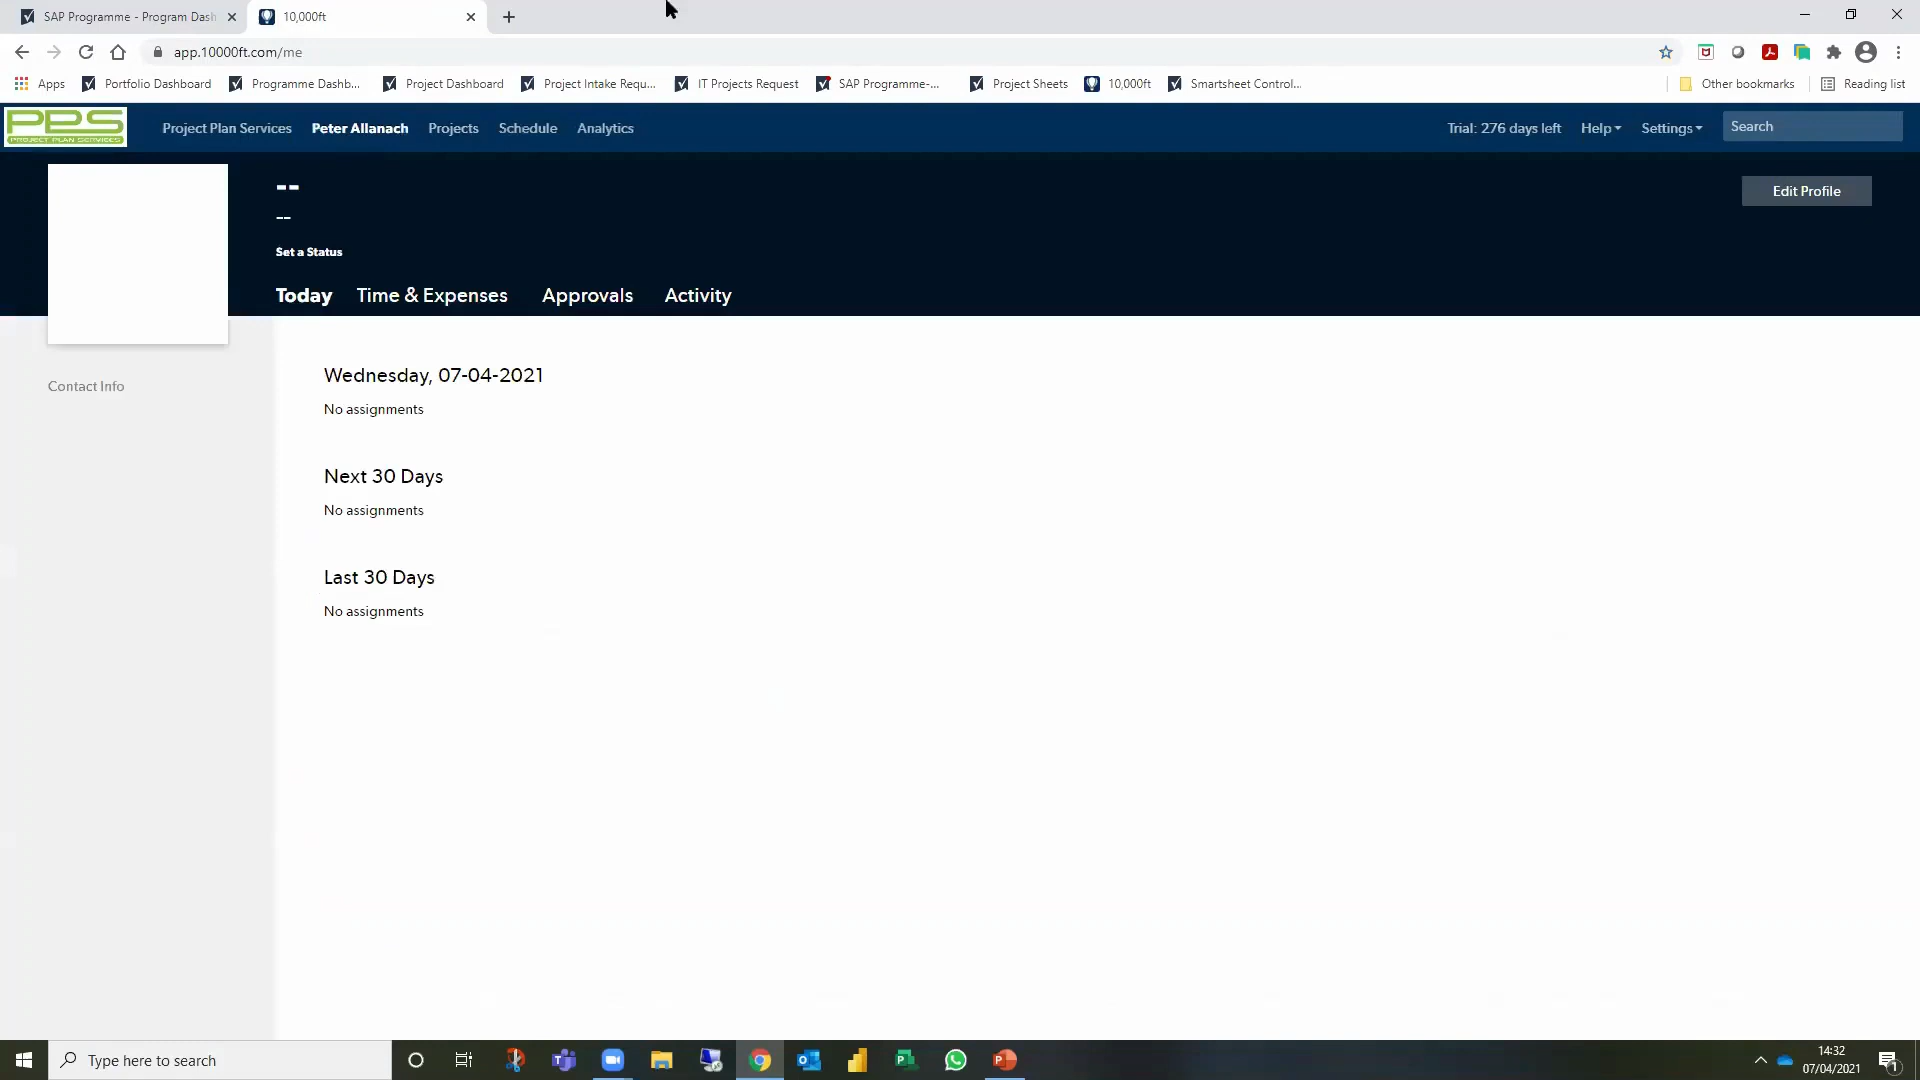 SAP Programme - Program Dash
10,000ft
app.10000ft.com/me
Apps
Portfolio Dashboard
Programme Dashb...
Project Dashboard
Project Intake Requ...
IT Projects Request
SAP Programme-...
Project Sheets
10,000ft
Smartsheet Control...
Other bookmarks
Reading list
PPS
PROJECT PLAN SERVICES
Project Plan Services
Peter Allanach
Projects
Schedule
Analytics
Trial: 276 days left
Help
Settings
Search
--
--
Edit Profile
Set a Status
Today
Time & Expenses
Approvals
Activity
Contact Info
Wednesday, 07-04-2021
No assignments
Next 30 Days
No assignments
Last 30 Days
No assignments
Type here to search
14:32
07/04/2021
1